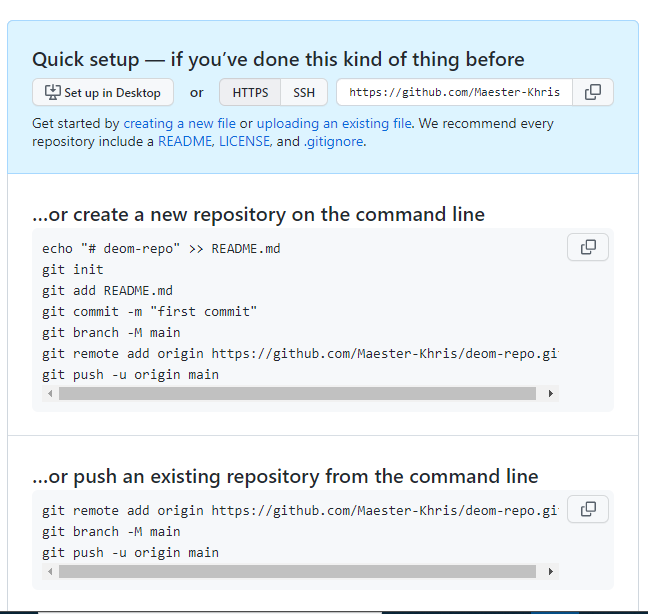 Quick setup — if you’ve done this kind of thing before
Set up in Desktop or HTTPS SSH https://github.com/Maester-Khris
Get started by creating a new file or uploading an existing file. We recommend every
repository include a README, LICENSE, and .gitignore.
...or create a new repository on the command line
echo "# deom-repo" >> README.md
git init
git add README.md
git commit -m "first commit"
git branch -M main
git remote add origin https://github.com/Maester-Khris/deom-repo.gi
git push -u origin main
...or push an existing repository from the command line
git remote add origin https://github.com/Maester-Khris/deom-repo.gi
git branch -M main
git push -u origin main